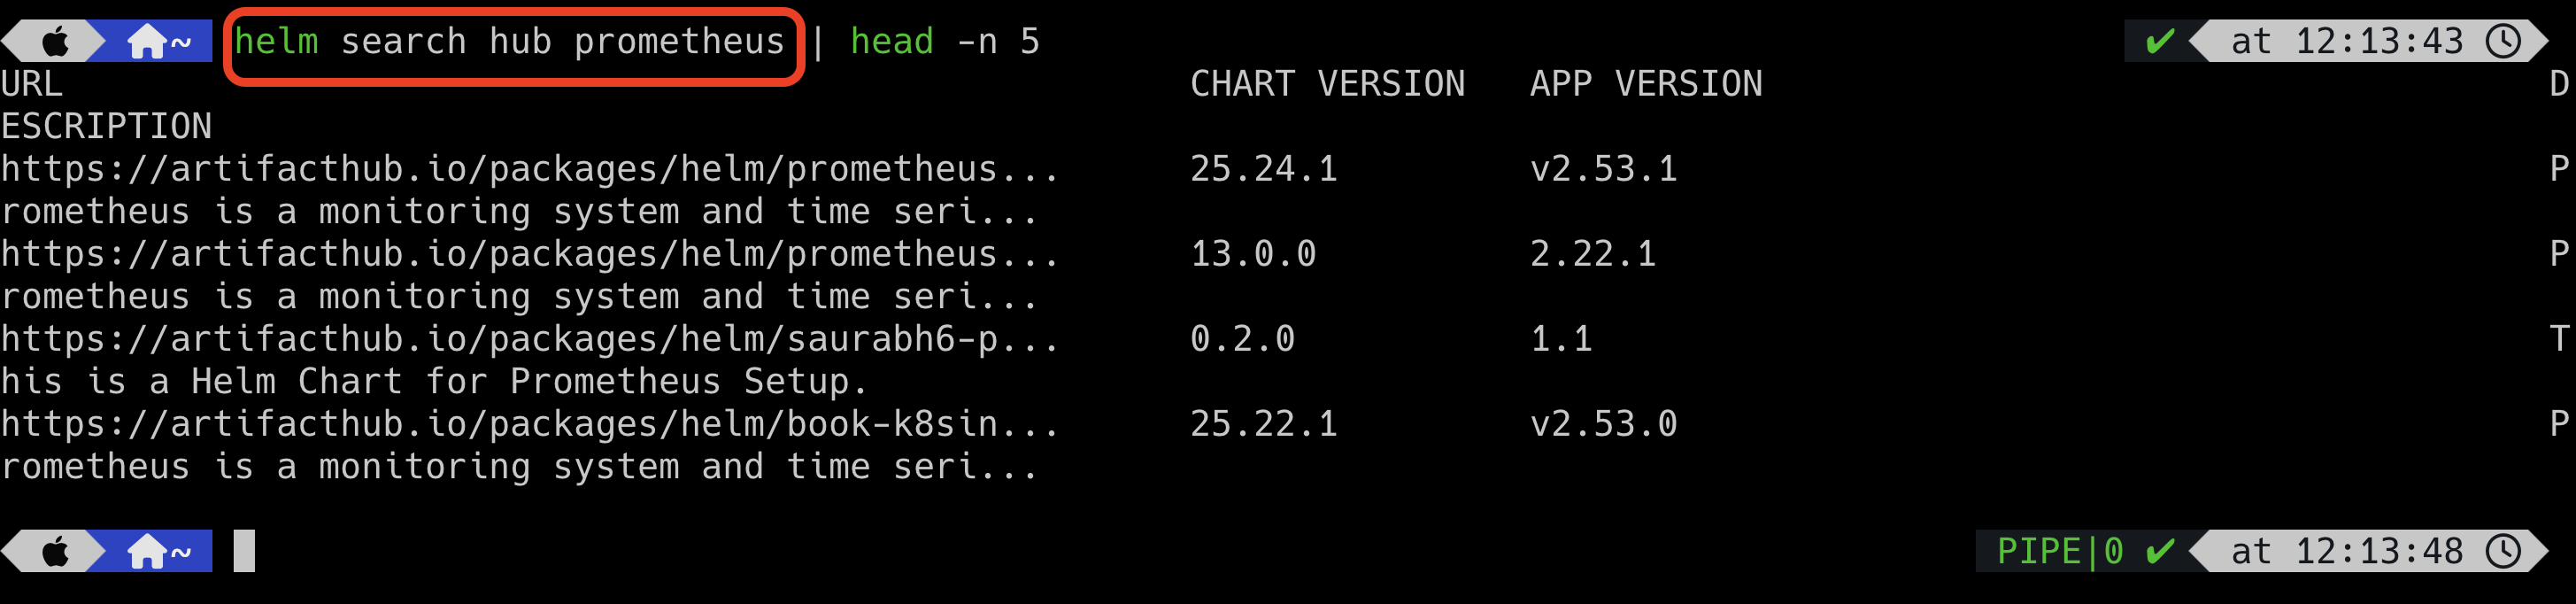 ~ helm search hub prometheus | head -n 5 ✔ at 12:13:43
URL CHART VERSION APP VERSION D
ESCRIPTION
https://artifacthub.io/packages/helm/prometheus... 25.24.1 v2.53.1 P
rometheus is a monitoring system and time seri...
https://artifacthub.io/packages/helm/prometheus... 13.0.0 2.22.1 P
rometheus is a monitoring system and time seri...
https://artifacthub.io/packages/helm/saurabh6-p... 0.2.0 1.1 T
his is a Helm Chart for Prometheus Setup.
https://artifacthub.io/packages/helm/book-k8sin... 25.22.1 v2.53.0 P
rometheus is a monitoring system and time seri...
~ PIPE|0 ✔ at 12:13:48